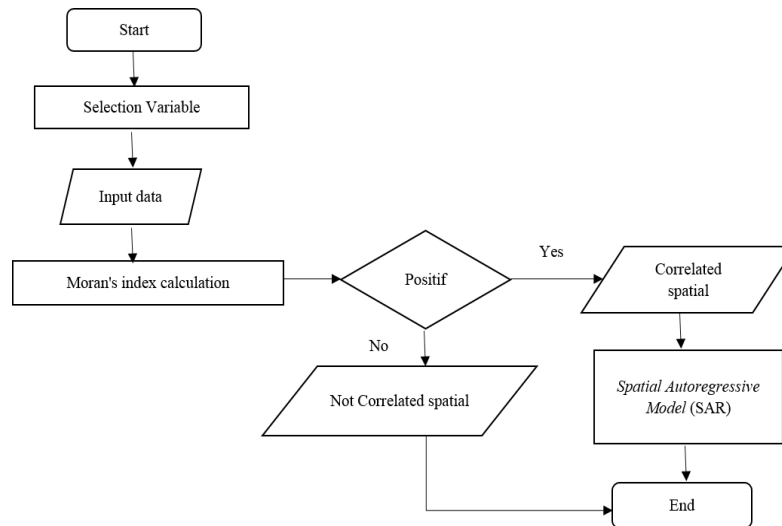 Start
Selection Variable
Input data
Moran's index calculation
Positif
Yes
Correlated
spatial
No
Not Correlated spatial
Spatial Autoregressive
Model (SAR)
End